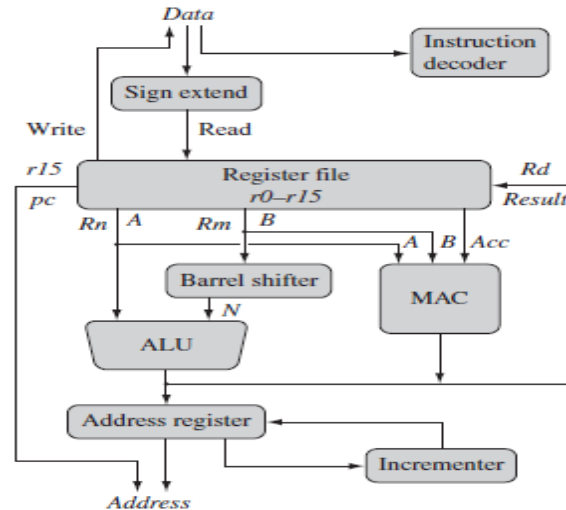 Data
Instruction
decoder
Sign extend
Write
Read
r15
pc
Register file
r0–r15
Rd
Result
Rn
A
Rm
B
A
B
Acc
Barrel shifter
MAC
N
ALU
Address register
Incrementer
Address